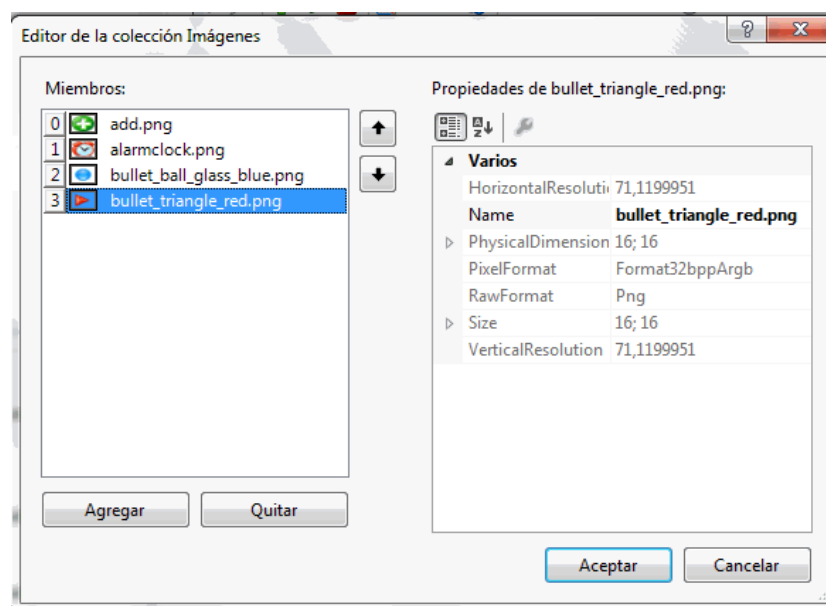 Editor de la colección Imágenes
Miembros:
0 add.png
1 alarmclock.png
2 bullet_ball_glass_blue.png
3 bullet_triangle_red.png
Agregar Quitar
Propiedades de bullet_triangle_red.png:
Varios
HorizontalResoluti 71,1199951
Name bullet_triangle_red.png
PhysicalDimension 16; 16
PixelFormat Format32bppArgb
RawFormat Png
Size 16; 16
VerticalResolution 71,1199951
Aceptar Cancelar